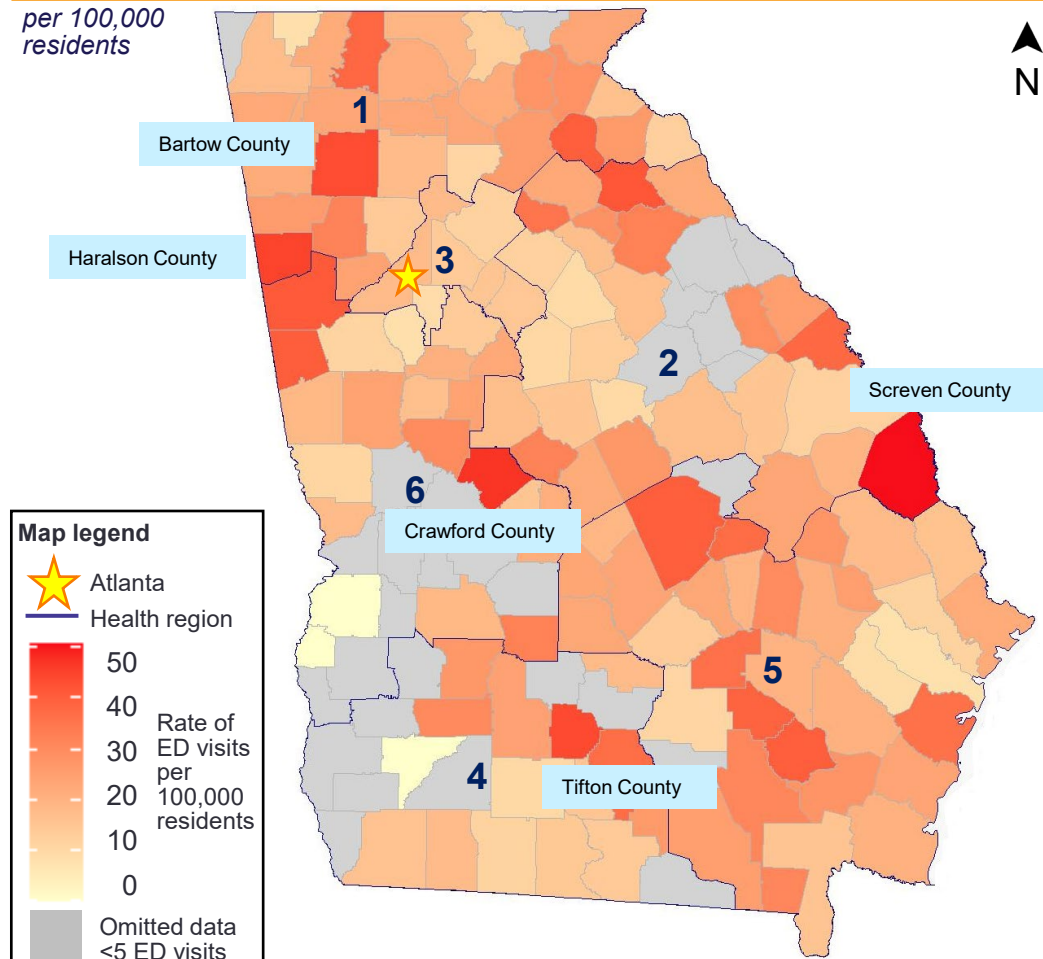 per 100,000
residents
N
1
Bartow County
Haralson County
3
2
Screven County
6
Crawford County
5
4
Tifton County
Map legend
Atlanta
Health region
50
40
30
20
10
0
Rate of
ED visits
per
100,000
residents
Omitted data
<5 ED visits